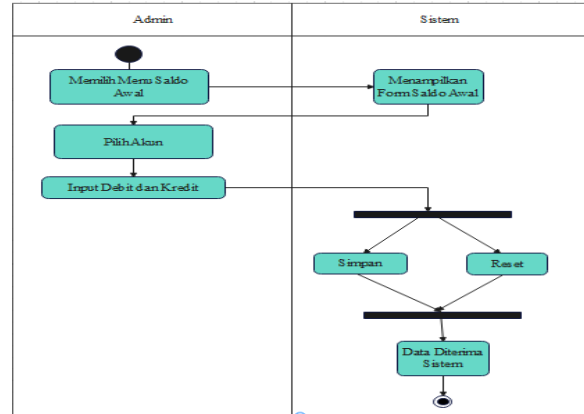 Admin
Sistem
Memilih Menu Saldo
Awal
Menampilkan
Form Saldo Awal
Pilih Akun
Input Debit dan Kredit
Simpan
Reset
Data Diterima
Sistem